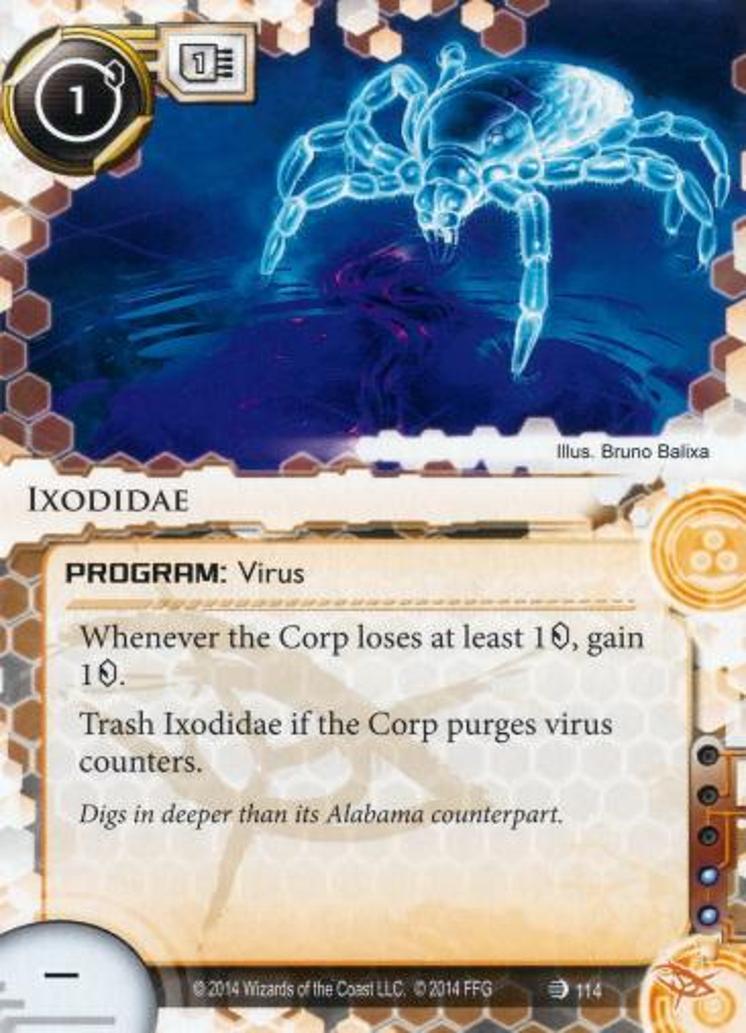 1
1
Illus. Bruno Balixa
IXODIDAE
PROGRAM: Virus
Whenever the Corp loses at least 1, gain
1.
Trash Ixodidae if the Corp purges virus
counters.
Digs in deeper than its Alabama counterpart.
–
© 2014 Wizards of the Coast LLC. © 2014 FFG 114